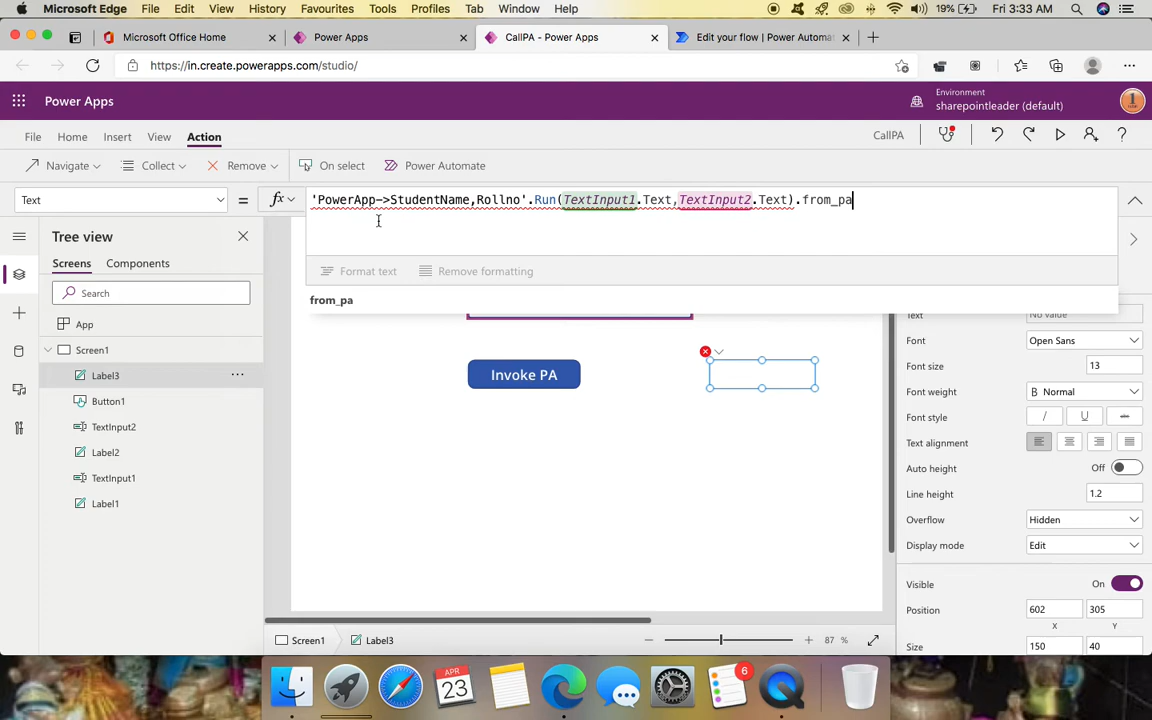 Microsoft Edge File Edit View History Favourites Tools Profiles Tab Window Help 19% Fri 3:33 AM
Microsoft Office Home Power Apps CallPA - Power Apps Edit your flow | Power Automat
https://in.create.powerapps.com/studio/
Power Apps
Environment
sharepointleader (default)
File Home Insert View Action CallPA
Navigate Collect Remove On select Power Automate
Text = fx 'PowerApp->StudentName,Rollno'.Run(TextInput1.Text,TextInput2.Text).from_pa
Tree view
Screens Components
Format text Remove formatting
Search
from_pa
Text No value
App
Font Open Sans
Screen1
Font size 13
Label3 Invoke PA
Font weight B Normal
Button1
Font style / U abc
TextInput2
Text alignment
Label2
Auto height Off
TextInput1
Line height 1.2
Label1
Overflow Hidden
Display mode Edit
Visible On
Position 602 305
X Y
Screen1 Label3 87 %
Size 150 40
APR
23
6